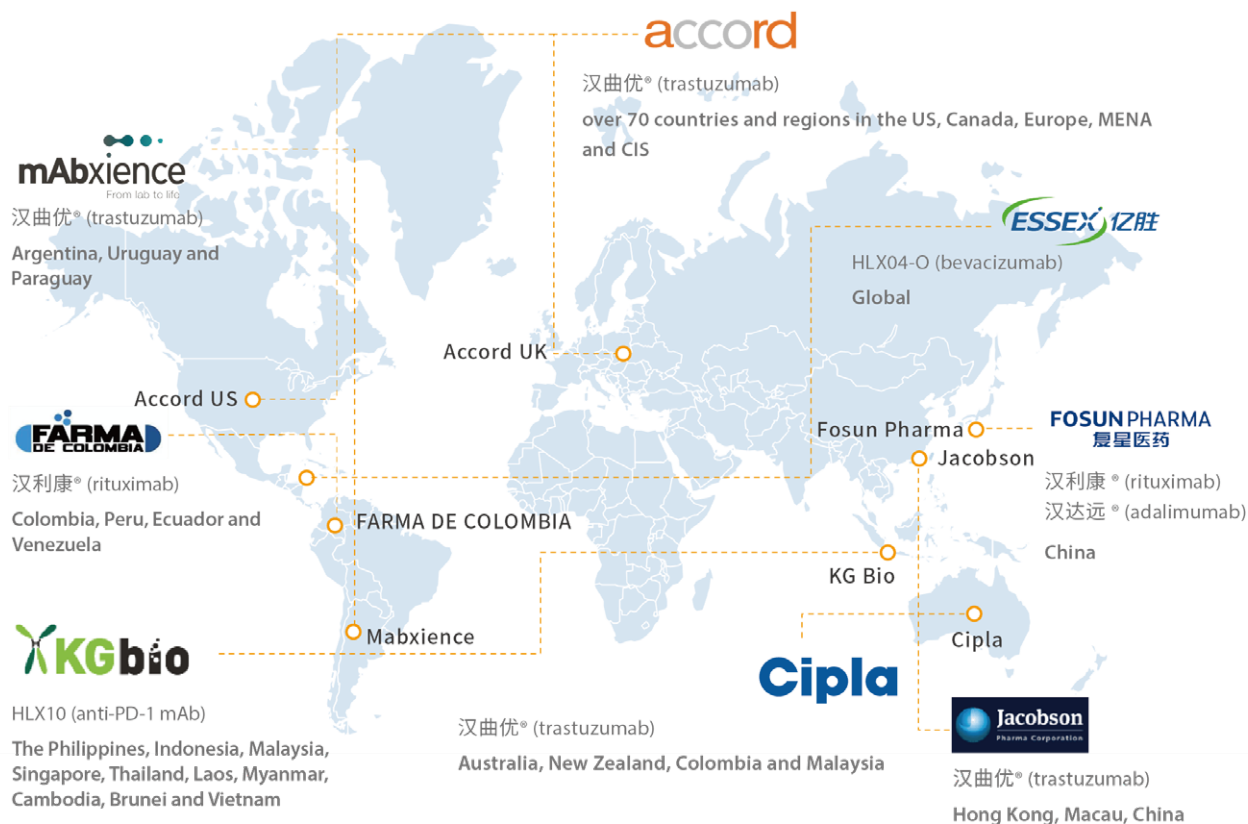 accord
汉曲优® (trastuzumab)
over 70 countries and regions in the US, Canada, Europe, MENA
and CIS
mAbxience
From lab to life
汉曲优® (trastuzumab)
Argentina, Uruguay and
Paraguay
ESSEX 亿胜
HLX04-O (bevacizumab)
Global
Accord UK
Accord US
FARMA
DE COLOMBIA
汉利康® (rituximab)
Colombia, Peru, Ecuador and
Venezuela
Fosun Pharma
Jacobson
FOSUN PHARMA
复星医药
汉利康 ® (rituximab)
汉达远 ® (adalimumab)
China
FARMA DE COLOMBIA
KG Bio
Mabxience
Cipla
KGbio
HLX10 (anti-PD-1 mAb)
The Philippines, Indonesia, Malaysia,
Singapore, Thailand, Laos, Myanmar,
Cambodia, Brunei and Vietnam
Cipla
汉曲优® (trastuzumab)
Australia, New Zealand, Colombia and Malaysia
Jacobson
Pharma Corporation
汉曲优® (trastuzumab)
Hong Kong, Macau, China